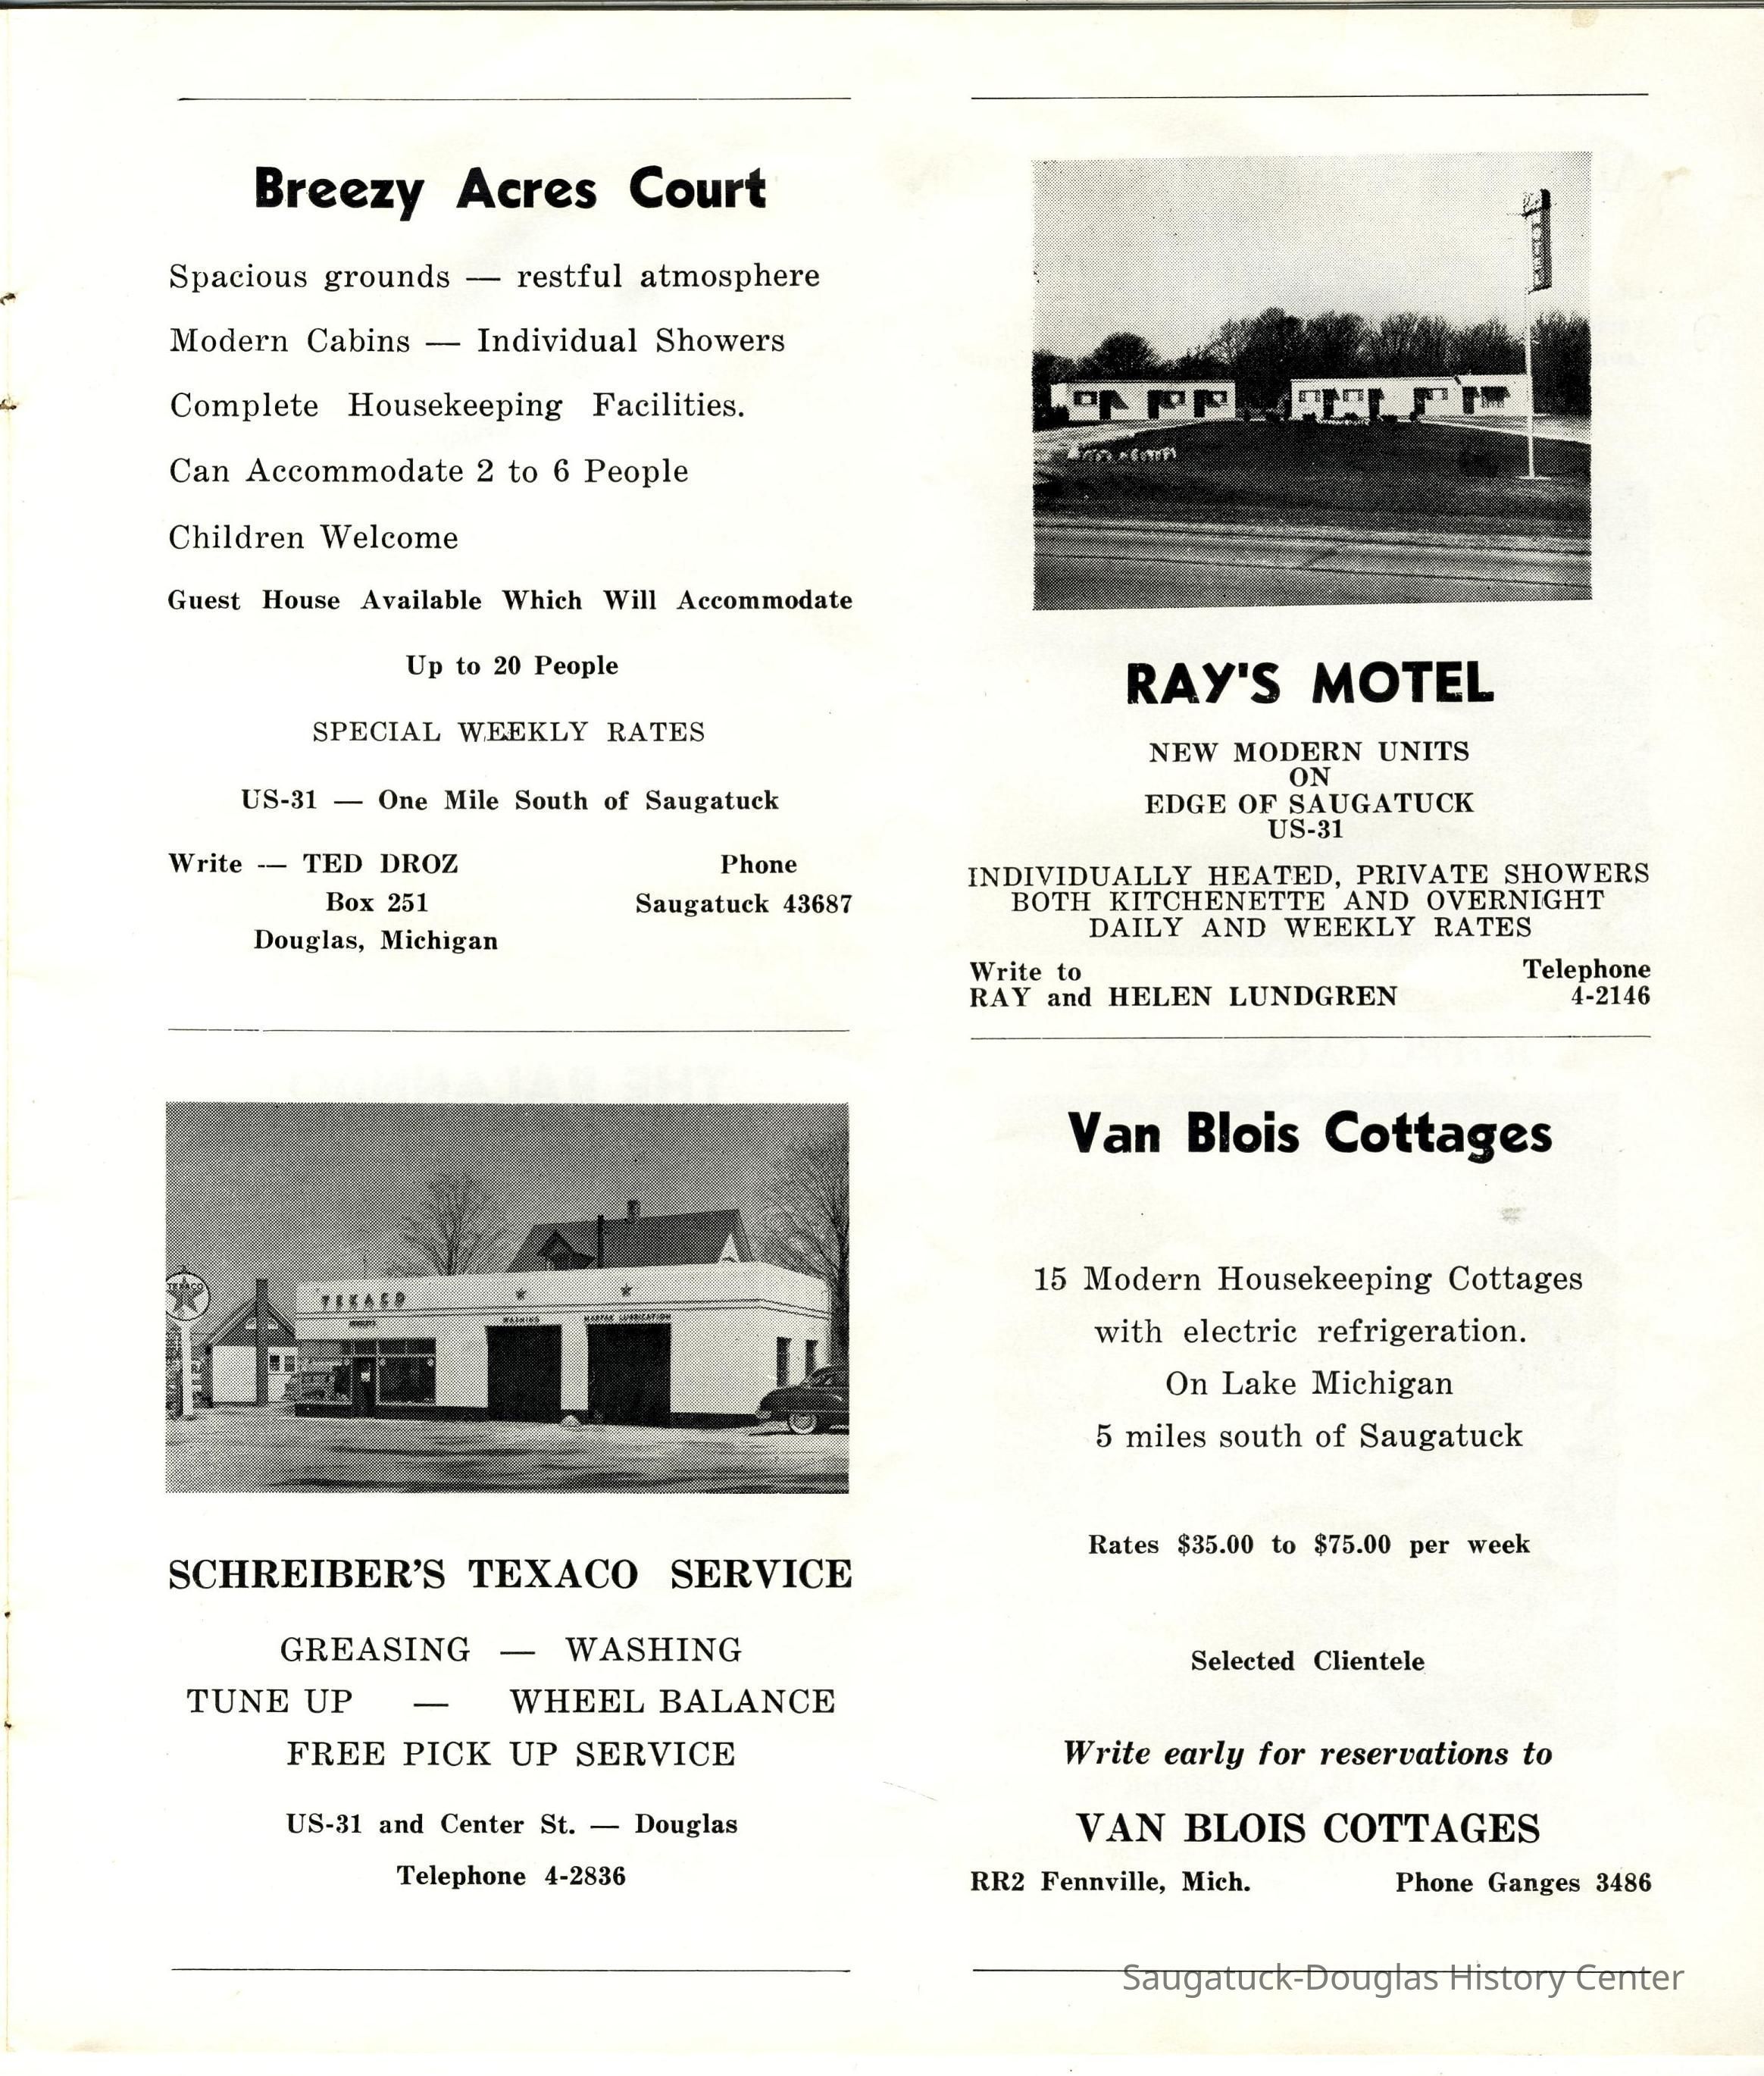 Breezy Acres Court
Spacious grounds — restful atmosphere
Modern Cabins — Individual Showers
Complete Housekeeping Facilities.
Can Accommodate 2 to 6 People
Children Welcome
Guest House Available Which Will Accommodate
Up to 20 People
SPECIAL WEEKLY RATES
US-31 — One Mile South of Saugatuck
Write — TED DROZ Phone
Box 251 Saugatuck 43687
Douglas, Michigan
TEXACO
TEXACO
WASHING
MARFAK LUBRICATION
SCHREIBER'S TEXACO SERVICE
GREASING — WASHING
TUNE UP — WHEEL BALANCE
FREE PICK UP SERVICE
US-31 and Center St. — Douglas
Telephone 4-2836
MOTEL
RAY'S MOTEL
NEW MODERN UNITS
ON
EDGE OF SAUGATUCK
US-31
INDIVIDUALLY HEATED, PRIVATE SHOWERS
BOTH KITCHENETTE AND OVERNIGHT
DAILY AND WEEKLY RATES
Write to Telephone
RAY and HELEN LUNDGREN 4-2146
Van Blois Cottages
15 Modern Housekeeping Cottages
with electric refrigeration.
On Lake Michigan
5 miles south of Saugatuck
Rates $35.00 to $75.00 per week
Selected Clientele
Write early for reservations to
VAN BLOIS COTTAGES
RR2 Fennville, Mich. Phone Ganges 3486
Saugatuck-Douglas History Center